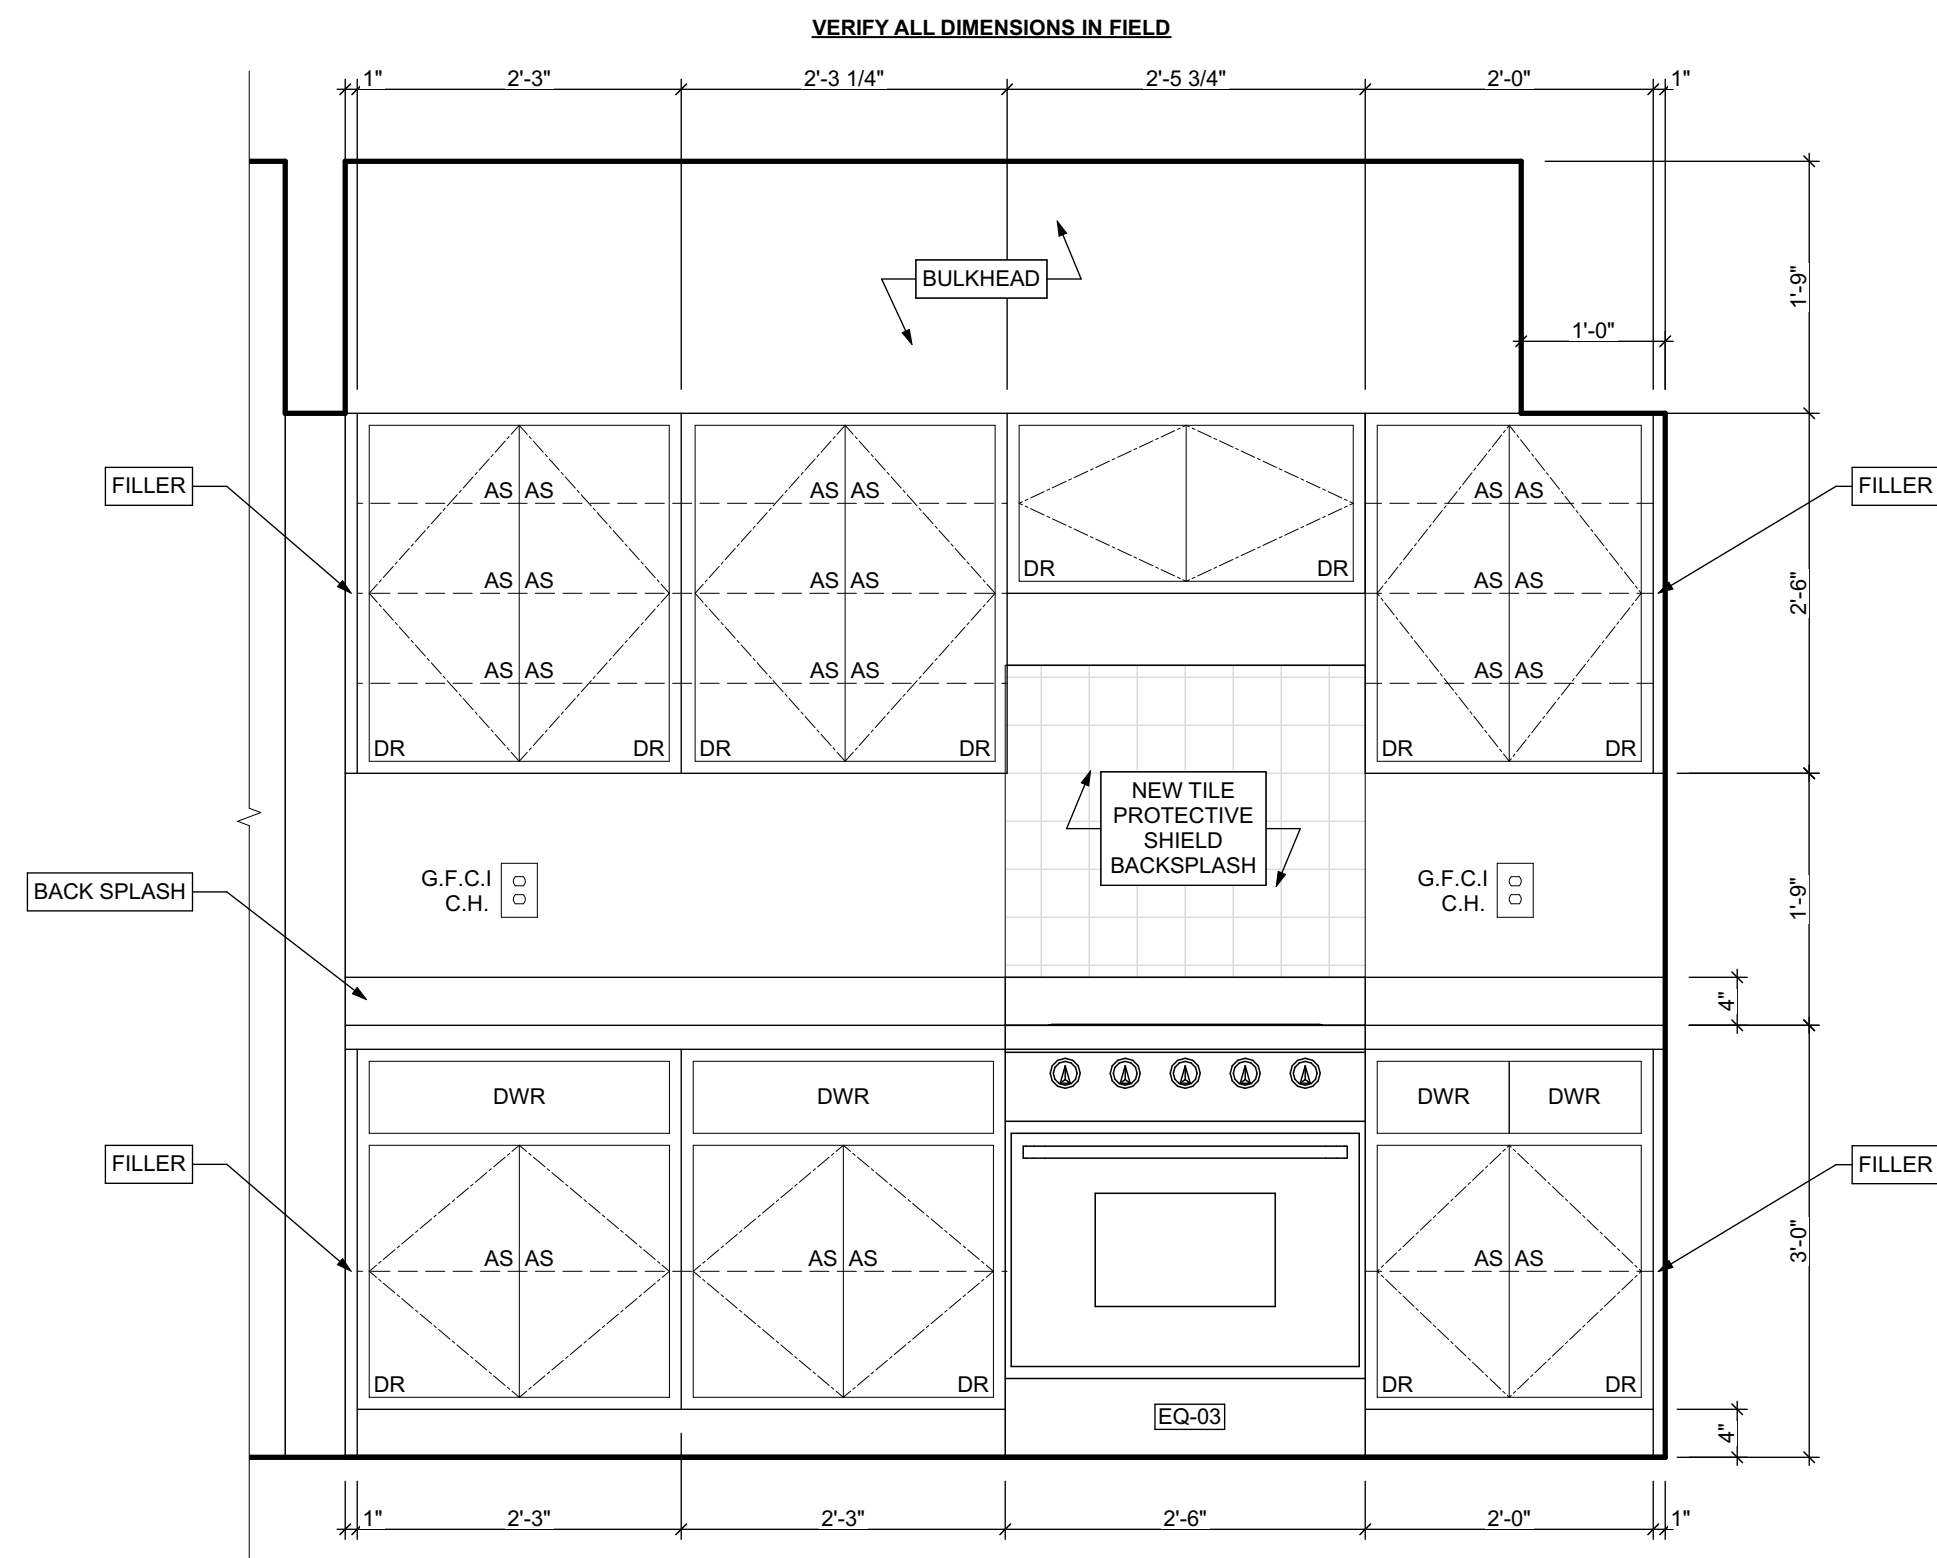 VERIFY ALL DIMENSIONS IN FIELD
1" 2'-3" 2'-3 1/4" 2'-5 3/4" 2'-0" 1"
BULKHEAD
1'-9"
1'-0"
FILLER
AS AS AS AS AS AS
FILLER
DR DR
AS AS AS AS AS AS
2'-6"
AS AS AS AS AS AS
DR DR DR DR DR DR
NEW TILE
PROTECTIVE
SHIELD
BACKSPLASH
BACK SPLASH
G.F.C.I
C.H.
G.F.C.I
C.H.
1'-9"
4"
DWR DWR DWR DWR
FILLER
FILLER
AS AS AS AS AS AS
3'-0"
DR DR DR DR
EQ-03
4"
1" 2'-3" 2'-3" 2'-6" 2'-0" 1"